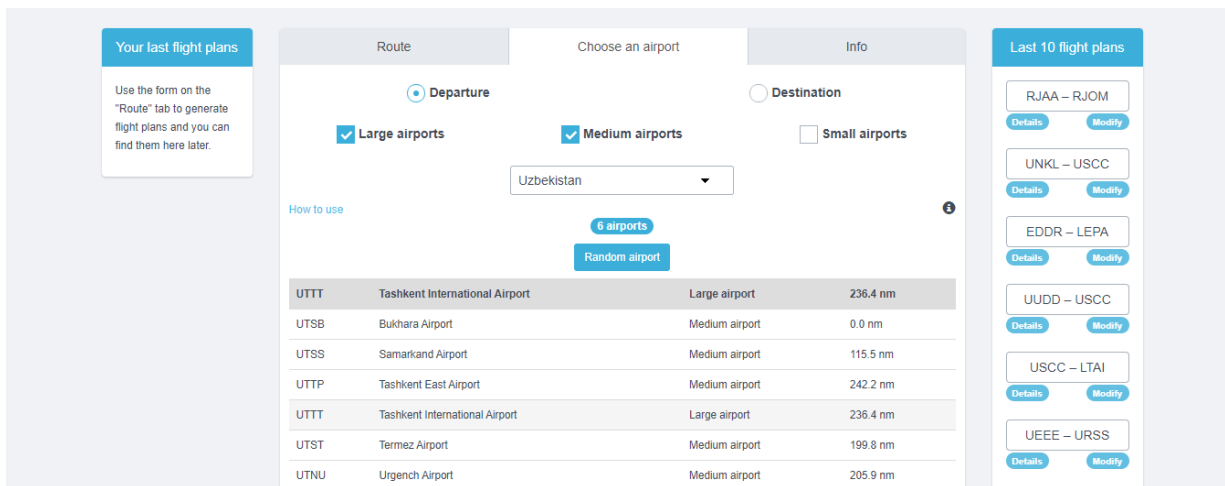 Your last flight plans
Use the form on the
"Route" tab to generate
flight plans and you can
find them here later.
Route Choose an airport Info
Departure Destination
Large airports Medium airports Small airports
Uzbekistan
How to use
6 airports
Random airport
UTTT Tashkent International Airport Large airport 236.4 nm
UTSB Bukhara Airport Medium airport 0.0 nm
UTSS Samarkand Airport Medium airport 115.5 nm
UTTP Tashkent East Airport Medium airport 242.2 nm
UTTT Tashkent International Airport Large airport 236.4 nm
UTST Termez Airport Medium airport 199.8 nm
UTNU Urgench Airport Medium airport 205.9 nm
Last 10 flight plans
RJAA – RJOM
Details Modify
UNKL – USCC
Details Modify
EDDR – LEPA
Details Modify
UUDD – USCC
Details Modify
USCC – LTAI
Details Modify
UEEE – URSS
Details Modify